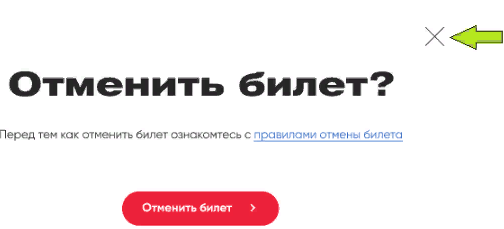 Отменить билет?
Перед тем как отменить билет ознакомтесь с правилами отмены билета
Отменить билет